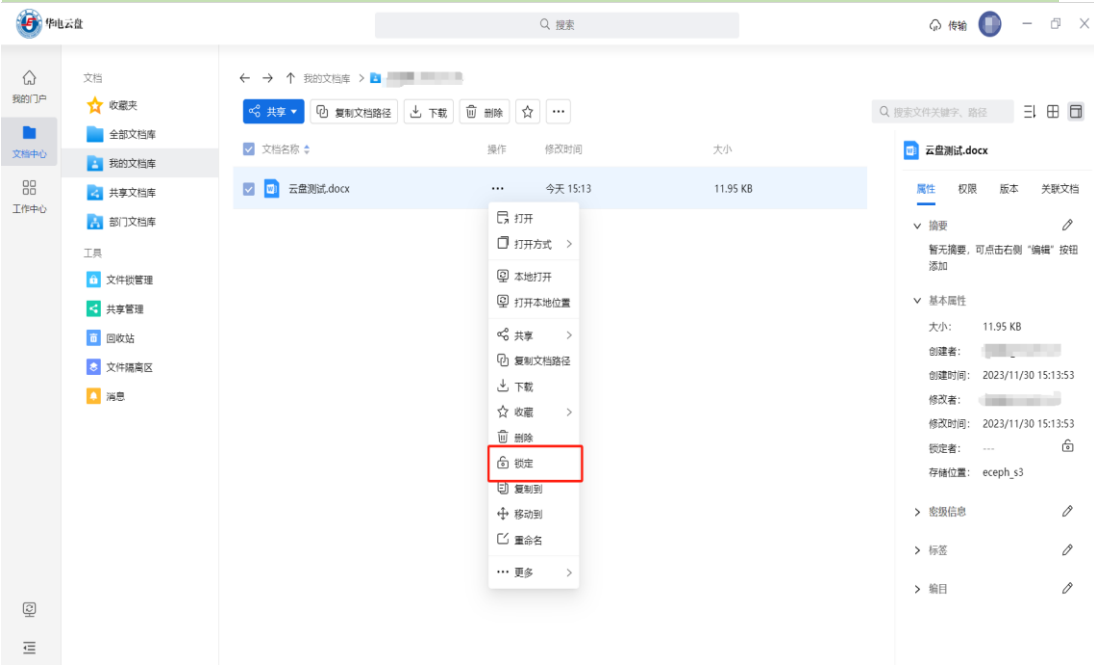 华电云盘
搜索
传输
我的门户
文档中心
工作中心
文档
收藏夹
全部文档库
我的文档库
共享文档库
部门文档库
工具
文件锁管理
共享管理
回收站
文件隔离区
消息
我的文档库
共享 复制文档路径 下载 删除
搜索文件关键字、路径
文档名称 操作 修改时间 大小
云盘测试.docx 今天 15:13 11.95 KB
打开
打开方式
本地打开
打开本地位置
共享
复制文档路径
下载
收藏
删除
锁定
复制到
移动到
重命名
更多
云盘测试.docx
属性 权限 版本 关联文档
摘要
暂无摘要，可点击右侧“编辑”按钮
添加
基本属性
大小： 11.95 KB
创建者：
创建时间： 2023/11/30 15:13:53
修改者：
修改时间： 2023/11/30 15:13:53
锁定者： ---
存储位置： eceph_s3
密级信息
标签
编目